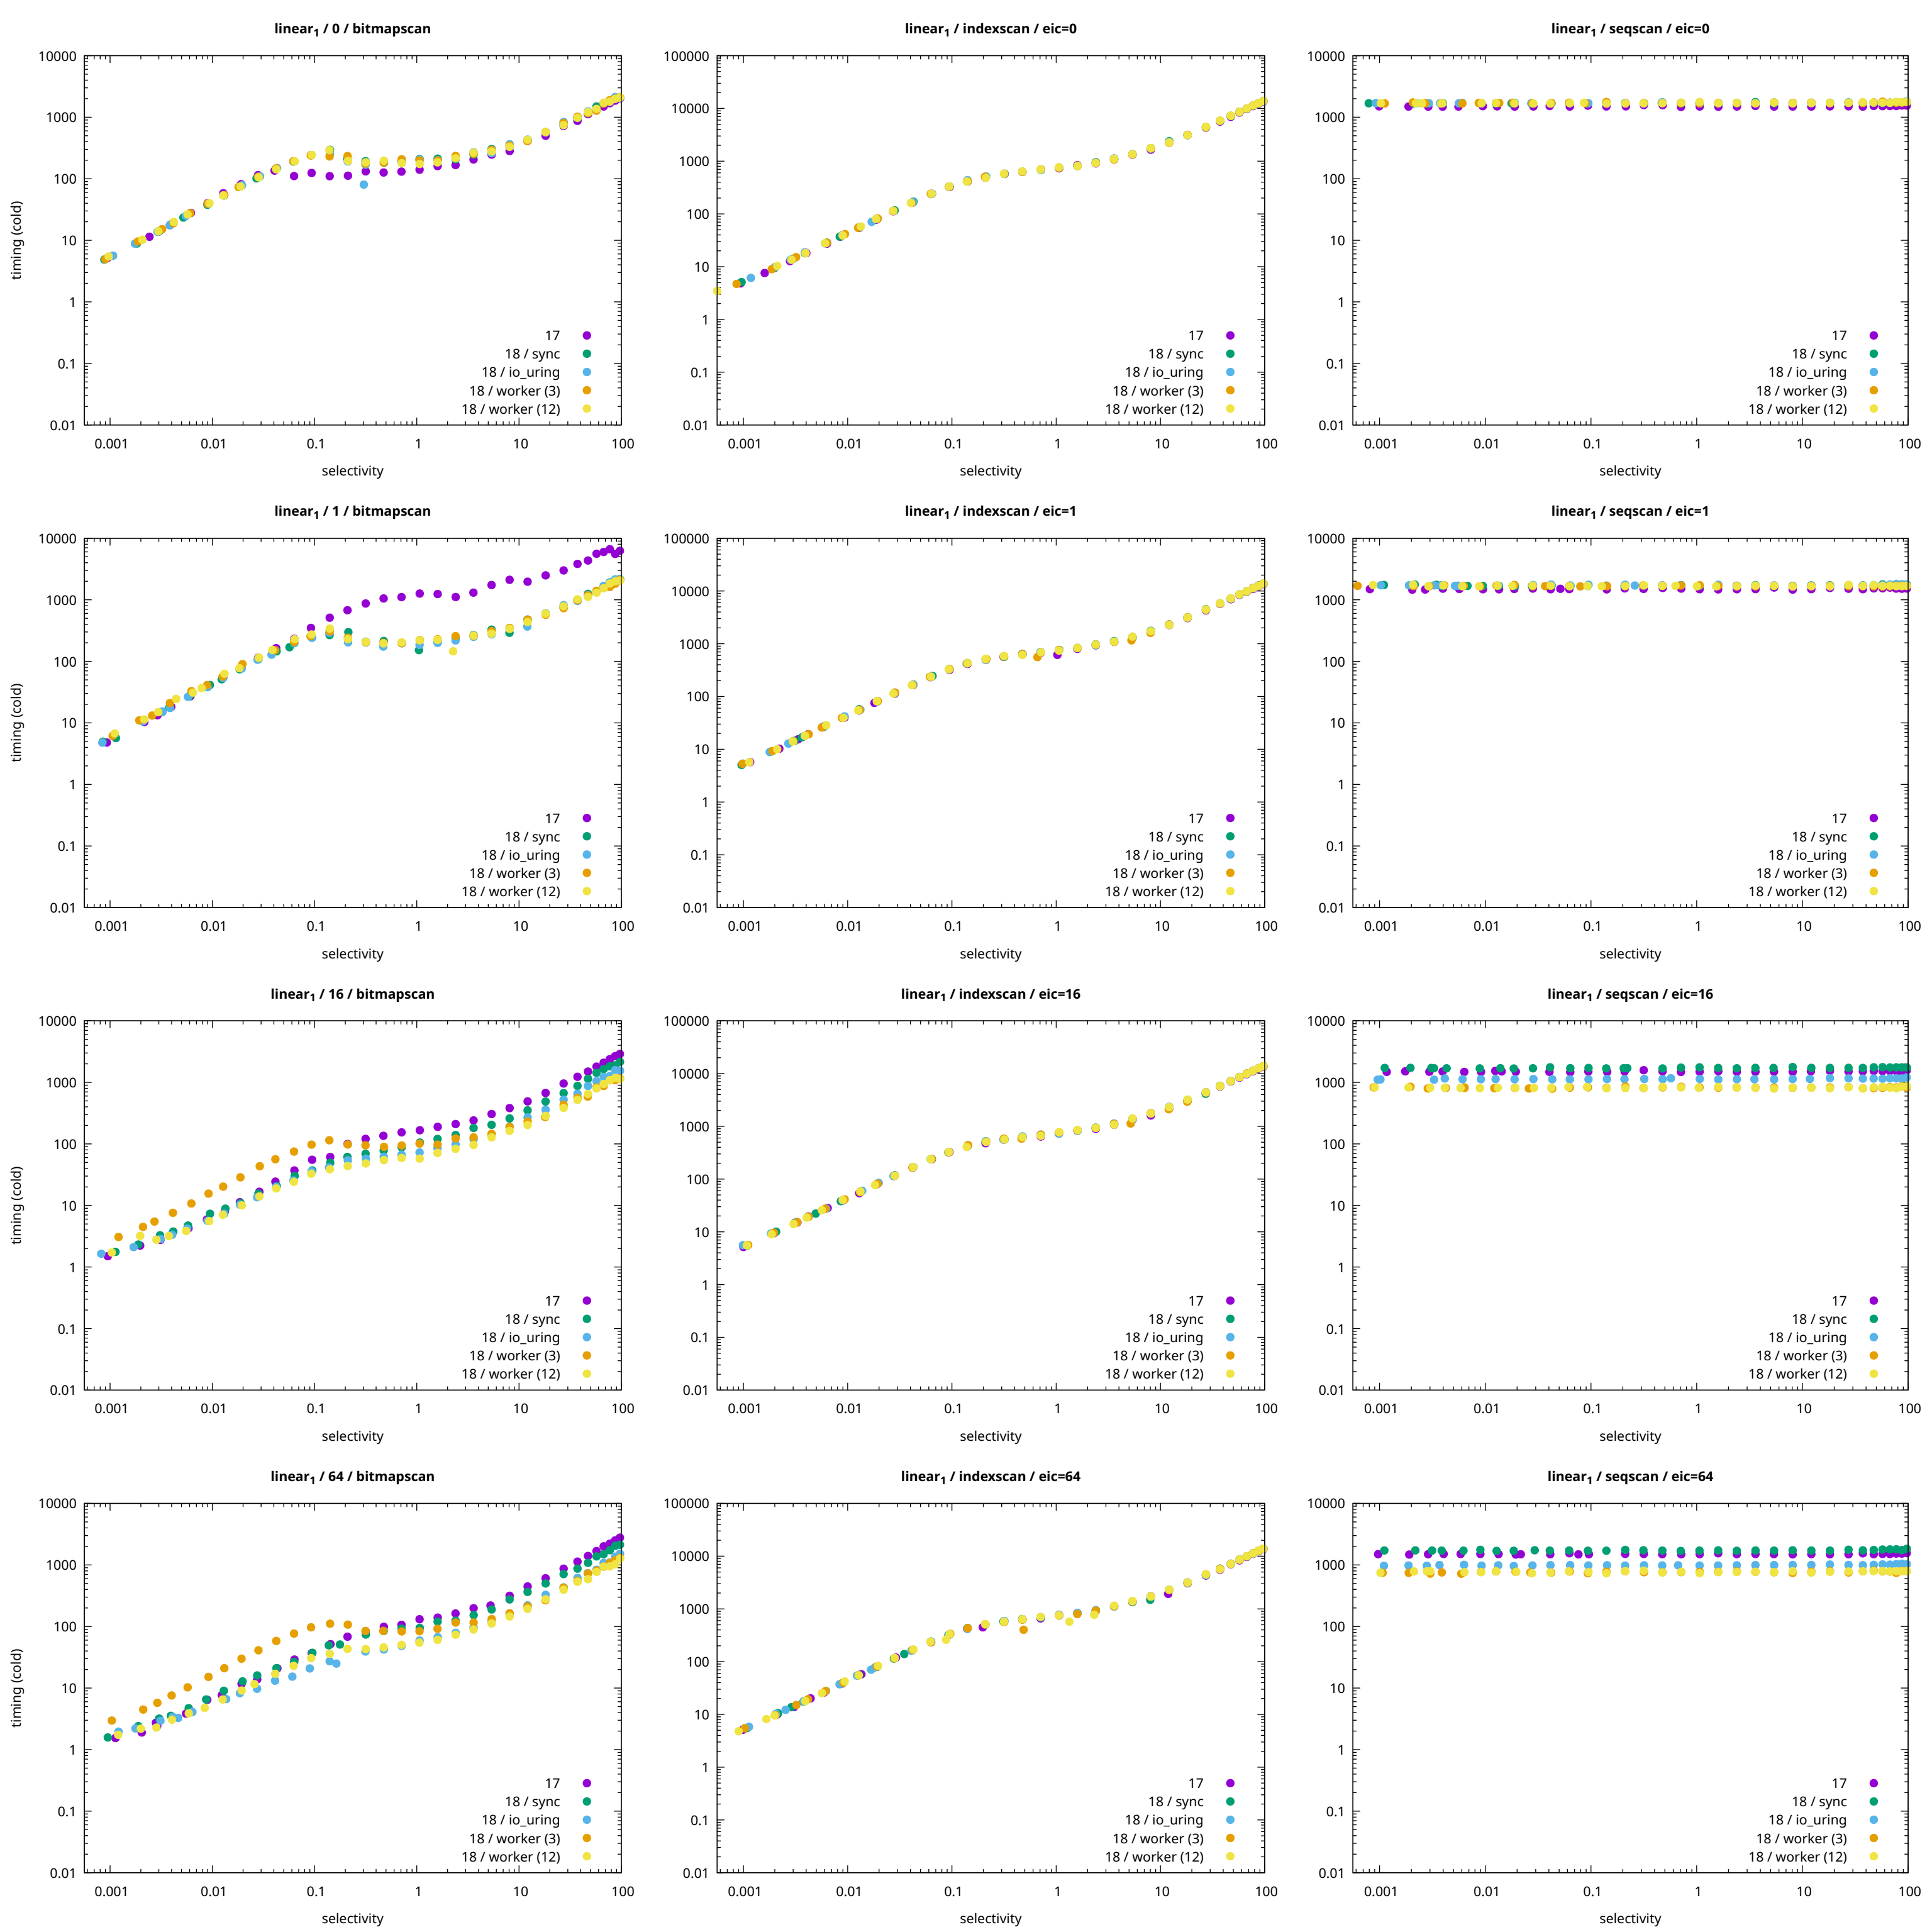 linear1 / 0 / bitmapscan
10000
1000
100
10
1
0.1
0.01
timing (cold)
17
18 / sync
18 / io_uring
18 / worker (3)
18 / worker (12)
0.001 0.01 0.1 1 10 100
selectivity
linear1 / indexscan / eic=0
100000
10000
1000
100
10
1
0.1
0.01
17
18 / sync
18 / io_uring
18 / worker (3)
18 / worker (12)
0.001 0.01 0.1 1 10 100
selectivity
linear1 / seqscan / eic=0
10000
1000
100
10
1
0.1
0.01
17
18 / sync
18 / io_uring
18 / worker (3)
18 / worker (12)
0.001 0.01 0.1 1 10 100
selectivity
linear1 / 1 / bitmapscan
10000
1000
100
10
1
0.1
0.01
timing (cold)
17
18 / sync
18 / io_uring
18 / worker (3)
18 / worker (12)
0.001 0.01 0.1 1 10 100
selectivity
linear1 / indexscan / eic=1
100000
10000
1000
100
10
1
0.1
0.01
17
18 / sync
18 / io_uring
18 / worker (3)
18 / worker (12)
0.001 0.01 0.1 1 10 100
selectivity
linear1 / seqscan / eic=1
10000
1000
100
10
1
0.1
0.01
17
18 / sync
18 / io_uring
18 / worker (3)
18 / worker (12)
0.001 0.01 0.1 1 10 100
selectivity
linear1 / 16 / bitmapscan
10000
1000
100
10
1
0.1
0.01
timing (cold)
17
18 / sync
18 / io_uring
18 / worker (3)
18 / worker (12)
0.001 0.01 0.1 1 10 100
selectivity
linear1 / indexscan / eic=16
100000
10000
1000
100
10
1
0.1
0.01
17
18 / sync
18 / io_uring
18 / worker (3)
18 / worker (12)
0.001 0.01 0.1 1 10 100
selectivity
linear1 / seqscan / eic=16
10000
1000
100
10
1
0.1
0.01
17
18 / sync
18 / io_uring
18 / worker (3)
18 / worker (12)
0.001 0.01 0.1 1 10 100
selectivity
linear1 / 64 / bitmapscan
10000
1000
100
10
1
0.1
0.01
timing (cold)
17
18 / sync
18 / io_uring
18 / worker (3)
18 / worker (12)
0.001 0.01 0.1 1 10 100
selectivity
linear1 / indexscan / eic=64
100000
10000
1000
100
10
1
0.1
0.01
17
18 / sync
18 / io_uring
18 / worker (3)
18 / worker (12)
0.001 0.01 0.1 1 10 100
selectivity
linear1 / seqscan / eic=64
10000
1000
100
10
1
0.1
0.01
17
18 / sync
18 / io_uring
18 / worker (3)
18 / worker (12)
0.001 0.01 0.1 1 10 100
selectivity